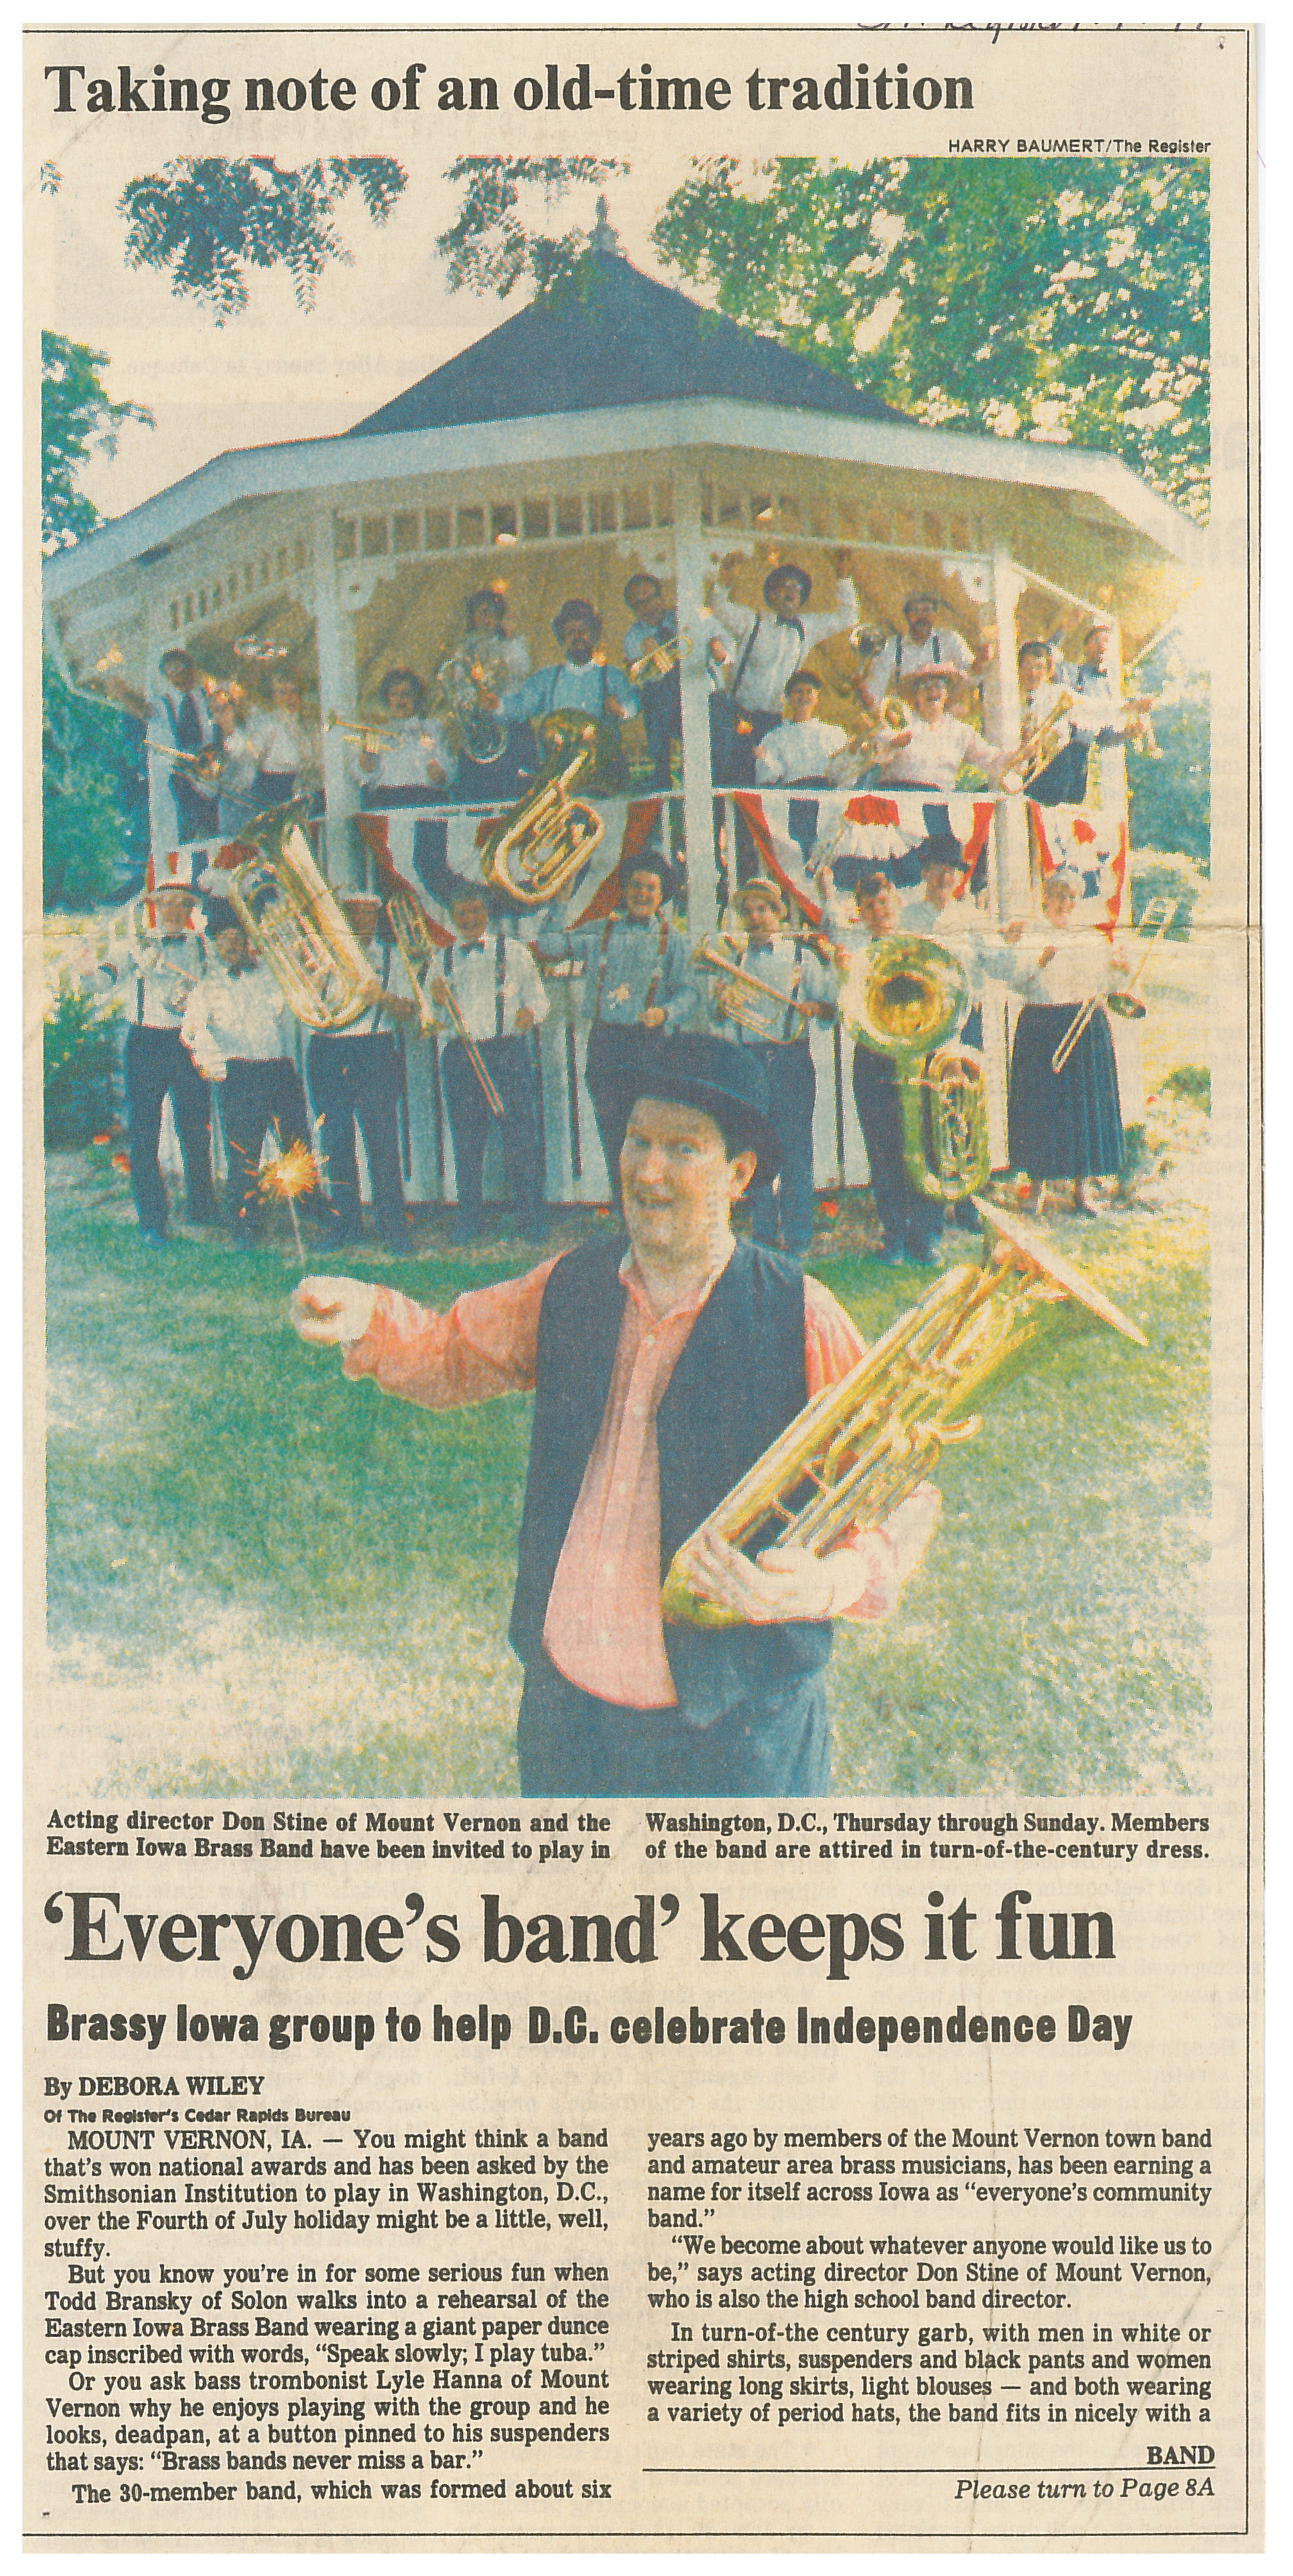 Taking note of an old-time tradition
HARRY BAUMERT/The Register
Acting director Don Stine of Mount Vernon and the
Eastern Iowa Brass Band have been invited to play in
Washington, D.C., Thursday through Sunday. Members
of the band are attired in turn-of-the-century dress.
‘Everyone’s band’ keeps it fun
Brassy Iowa group to help D.C. celebrate Independence Day
By DEBORA WILEY
Of The Register's Cedar Rapids Bureau
MOUNT VERNON, IA. — You might think a band
that's won national awards and has been asked by the
Smithsonian Institution to play in Washington, D.C.,
over the Fourth of July holiday might be a little, well,
stuffy.
But you know you're in for some serious fun when
Todd Bransky of Solon walks into a rehearsal of the
Eastern Iowa Brass Band wearing a giant paper dunce
cap inscribed with words, “Speak slowly; I play tuba.”
Or you ask bass trombonist Lyle Hanna of Mount
Vernon why he enjoys playing with the group and he
looks, deadpan, at a button pinned to his suspenders
that says: “Brass bands never miss a bar.”
The 30-member band, which was formed about six
years ago by members of the Mount Vernon town band
and amateur area brass musicians, has been earning a
name for itself across Iowa as “everyone's community
band.”
“We become about whatever anyone would like us to
be,” says acting director Don Stine of Mount Vernon,
who is also the high school band director.
In turn-of-the century garb, with men in white or
striped shirts, suspenders and black pants and women
wearing long skirts, light blouses — and both wearing
a variety of period hats, the band fits in nicely with a
BAND
Please turn to Page 8A